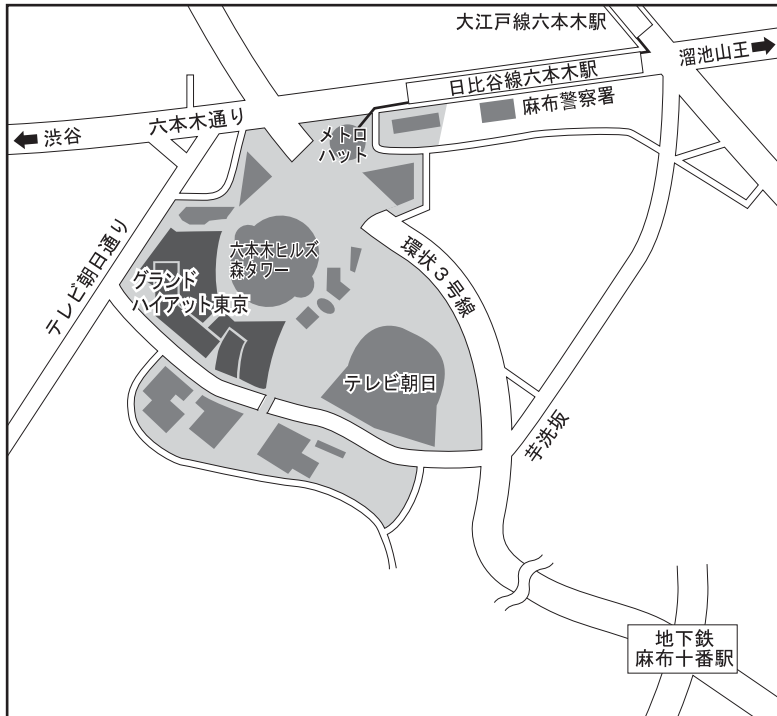 大江戸線六本木駅
溜池山王
日比谷線六本木駅
麻布警察署
六本木通り
渋谷
メトロ
ハット
テレビ朝日通り
六本木ヒルズ
森タワー
環状3号線
グランド
ハイアット東京
テレビ朝日
芋洗坂
地下鉄
麻布十番駅